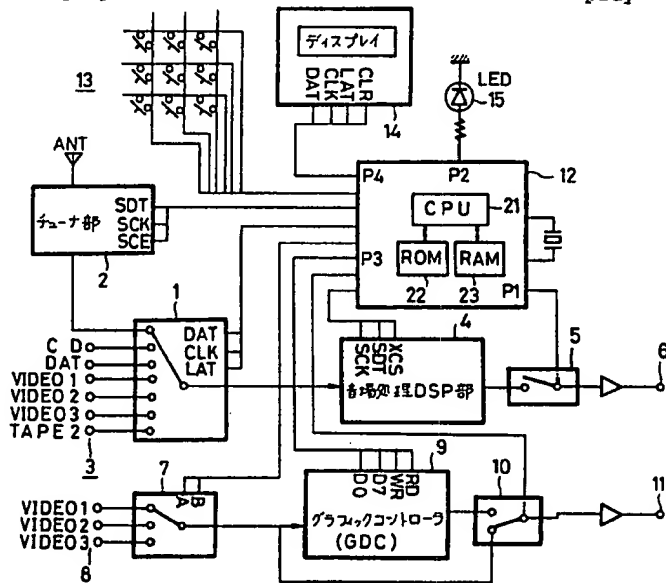 13
ディスプレイ
DAT
CLK
LAT
CLR
14
LED
15
ANT
チューナ部
SDT
SCK
SCE
2
P4
P2
12
CPU
21
ROM
22
RAM
23
P3
P1
1
DAT
CLK
LAT
CD
DAT
VIDEO1
VIDEO2
VIDEO3
TAPE2
3
4
SCK
SDT
XCS
音場処理DSP部
5
6
7
A
B
VIDEO1
VIDEO2
VIDEO3
8
9
D0
D7
WR
RD
グラフィックコントローラ
(GDC)
10
11